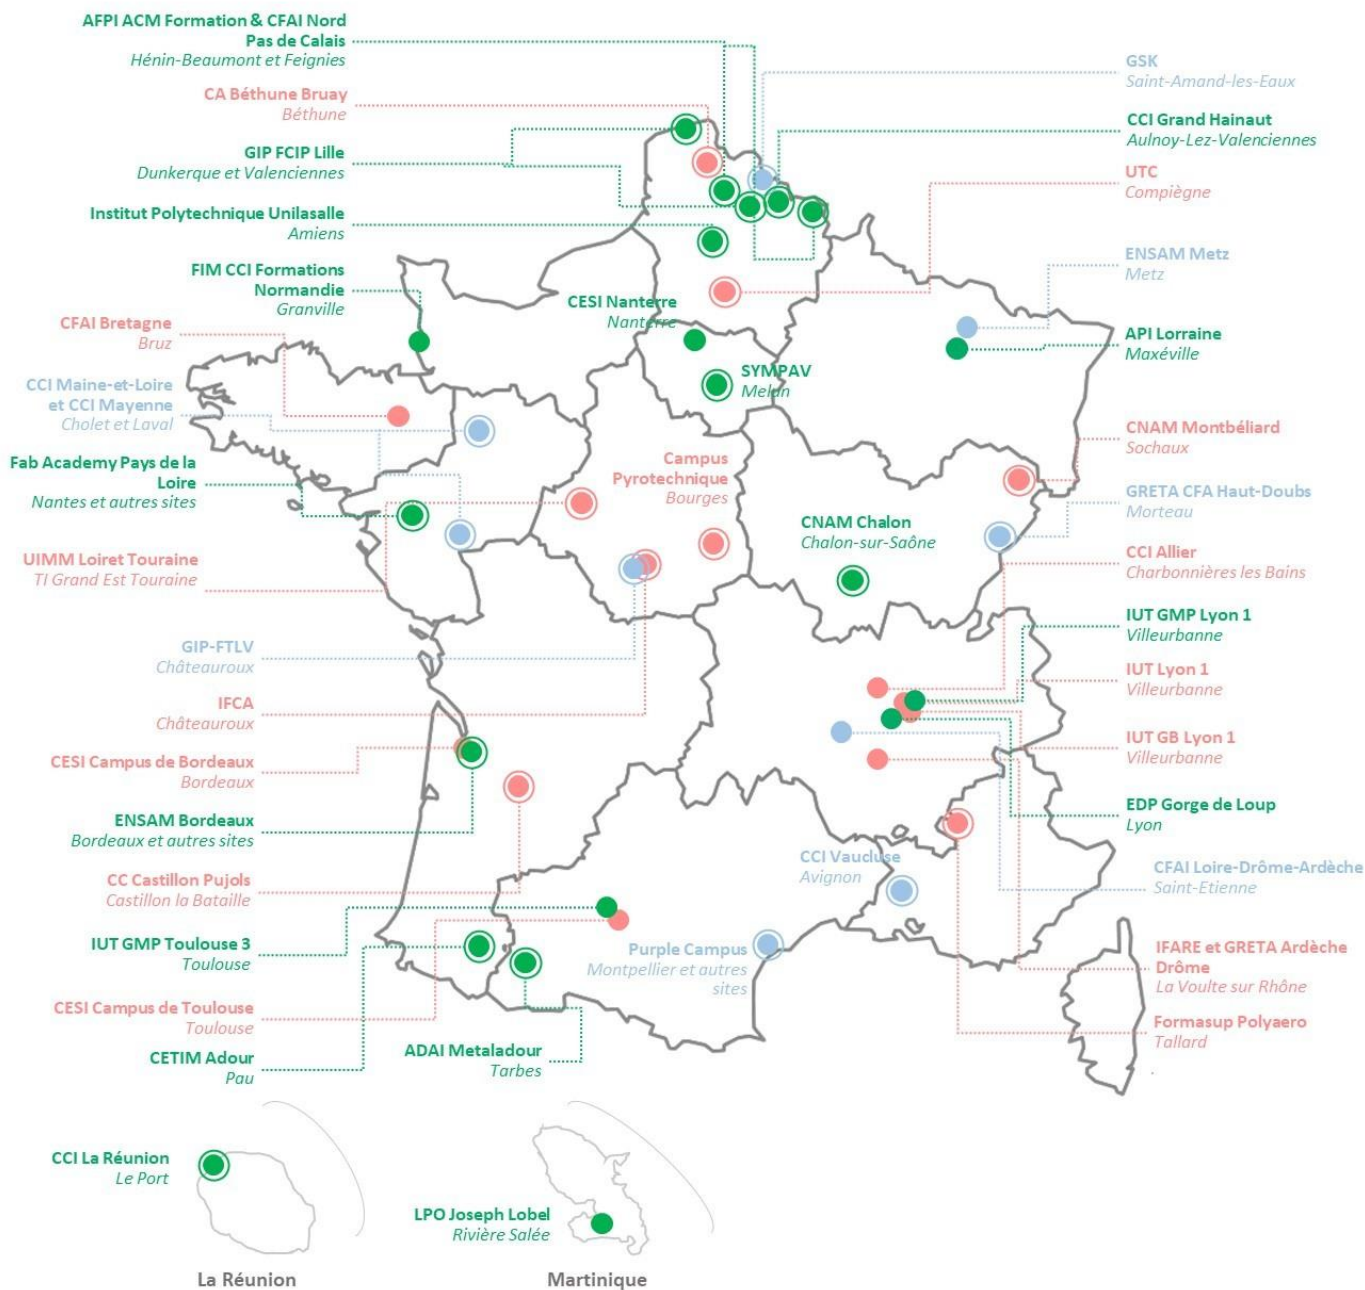 AFPI ACM Formation & CFAI Nord
Pas de Calais
Hénin-Beaumont et Feignies
CA Béthune Bruay
Béthune
GIP FCIP Lille
Dunkerque et Valenciennes
Institut Polytechnique Unilasalle
Amiens
FIM CCI Formations
Normandie
Granville
CFAI Bretagne
Bruz
CCI Maine-et-Loire
et CCI Mayenne
Cholet et Laval
Fab Academy Pays de la
Loire
Nantes et autres sites
UIMM Loiret Touraine
TI Grand Est Touraine
GIP-FTLV
Châteauroux
IFCA
Châteauroux
CESI Campus de Bordeaux
Bordeaux
ENSAM Bordeaux
Bordeaux et autres sites
CC Castillon Pujols
Castillon la Bataille
IUT GMP Toulouse 3
Toulouse
CESI Campus de Toulouse
Toulouse
CETIM Adour
Pau
ADAI Metaladour
Tarbes
CESI Nanterre
Nanterre
SYMPAV
Melun
Campus
Pyrotechnique
Bourges
CNAM Chalon
Chalon-sur-Saône
CCI Vaucluse
Avignon
Purple Campus
Montpellier et autres
sites
GSK
Saint-Amand-les-Eaux
CCI Grand Hainaut
Aulnoy-Lez-Valenciennes
UTC
Compiègne
ENSAM Metz
Metz
API Lorraine
Maxéville
CNAM Montbéliard
Sochaux
GRETA CFA Haut-Doubs
Morteau
CCI Allier
Charbonnières les Bains
IUT GMP Lyon 1
Villeurbanne
IUT Lyon 1
Villeurbanne
IUT GB Lyon 1
Villeurbanne
EDP Gorge de Loup
Lyon
CFAI Loire-Drôme-Ardèche
Saint-Etienne
IFARE et GRETA Ardèche
Drôme
La Voulte sur Rhône
Formasup Polyaero
Tallard
CCI La Réunion
Le Port
LPO Joseph Lobel
Rivière Salée
La Réunion
Martinique